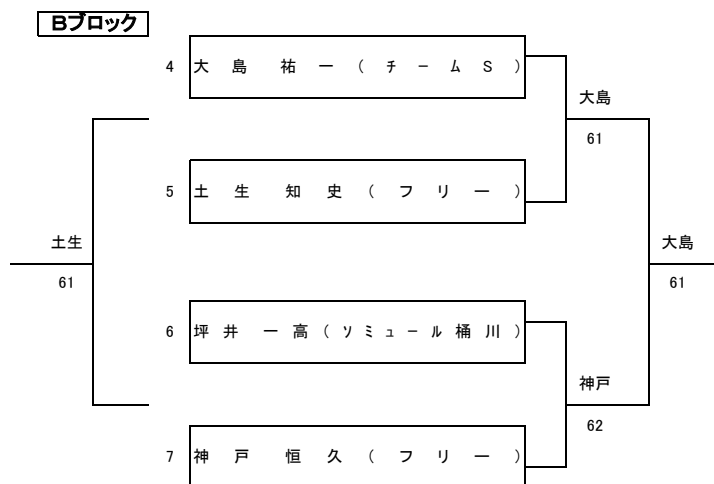 Bブロック
4 大島 祐一(チームS)
大島
61
5 土生 知史(フリー)
土生
61
大島
61
6 坪井 一高(ソミュール桶川)
神戸
62
7 神戸 恒久(フリー)